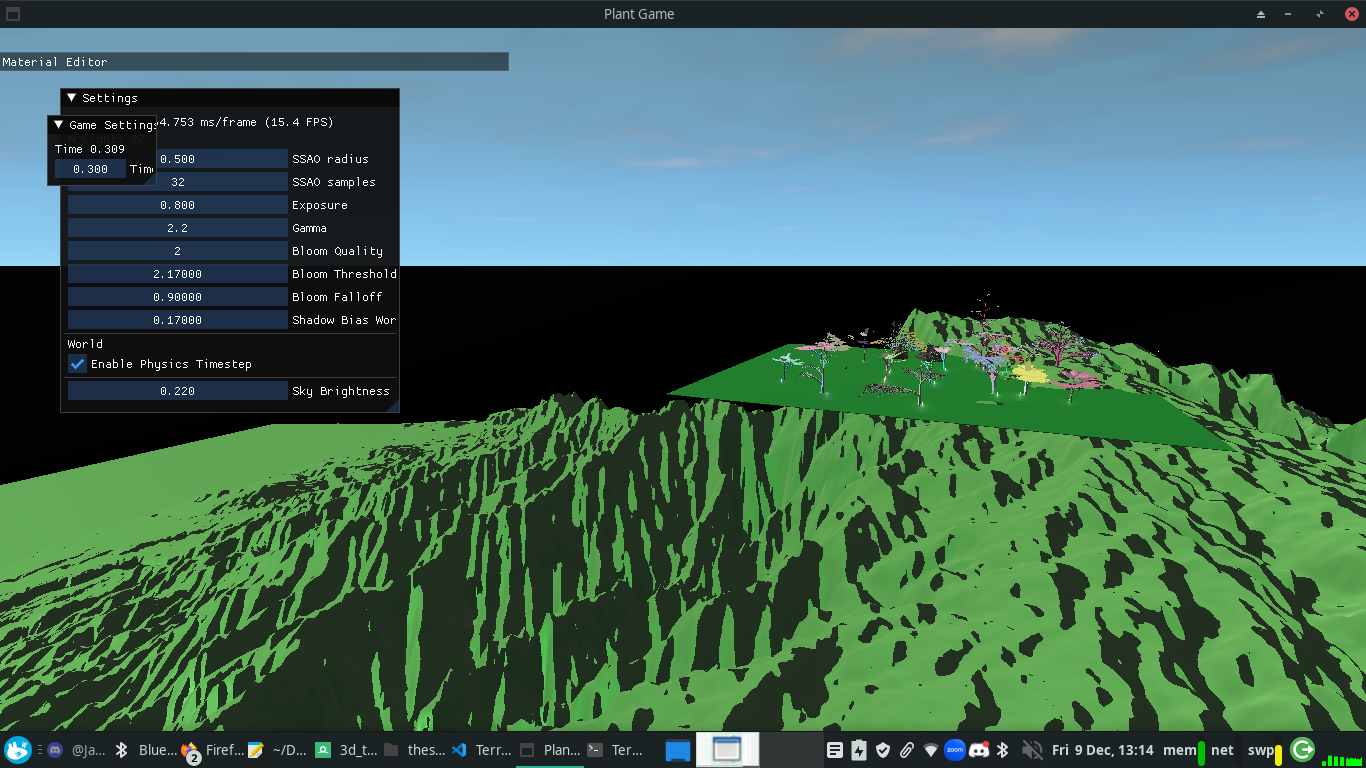 Plant Game
Material Editor
Settings
4.753 ms/frame (15.4 FPS)
Game Settings
Time 0.309
0.300
0.500 SSAO radius
32 SSAO samples
0.800 Exposure
2.2 Gamma
2 Bloom Quality
2.17000 Bloom Threshold
0.90000 Bloom Falloff
0.17000 Shadow Bias Wor
World
Enable Physics Timestep
0.220 Sky Brightness
@Ja... Blue... Firef... 2 ~/D... 3d_t... thes... Terr... Plan... Ter... zoom Fri 9 Dec, 13:14 mem net swp